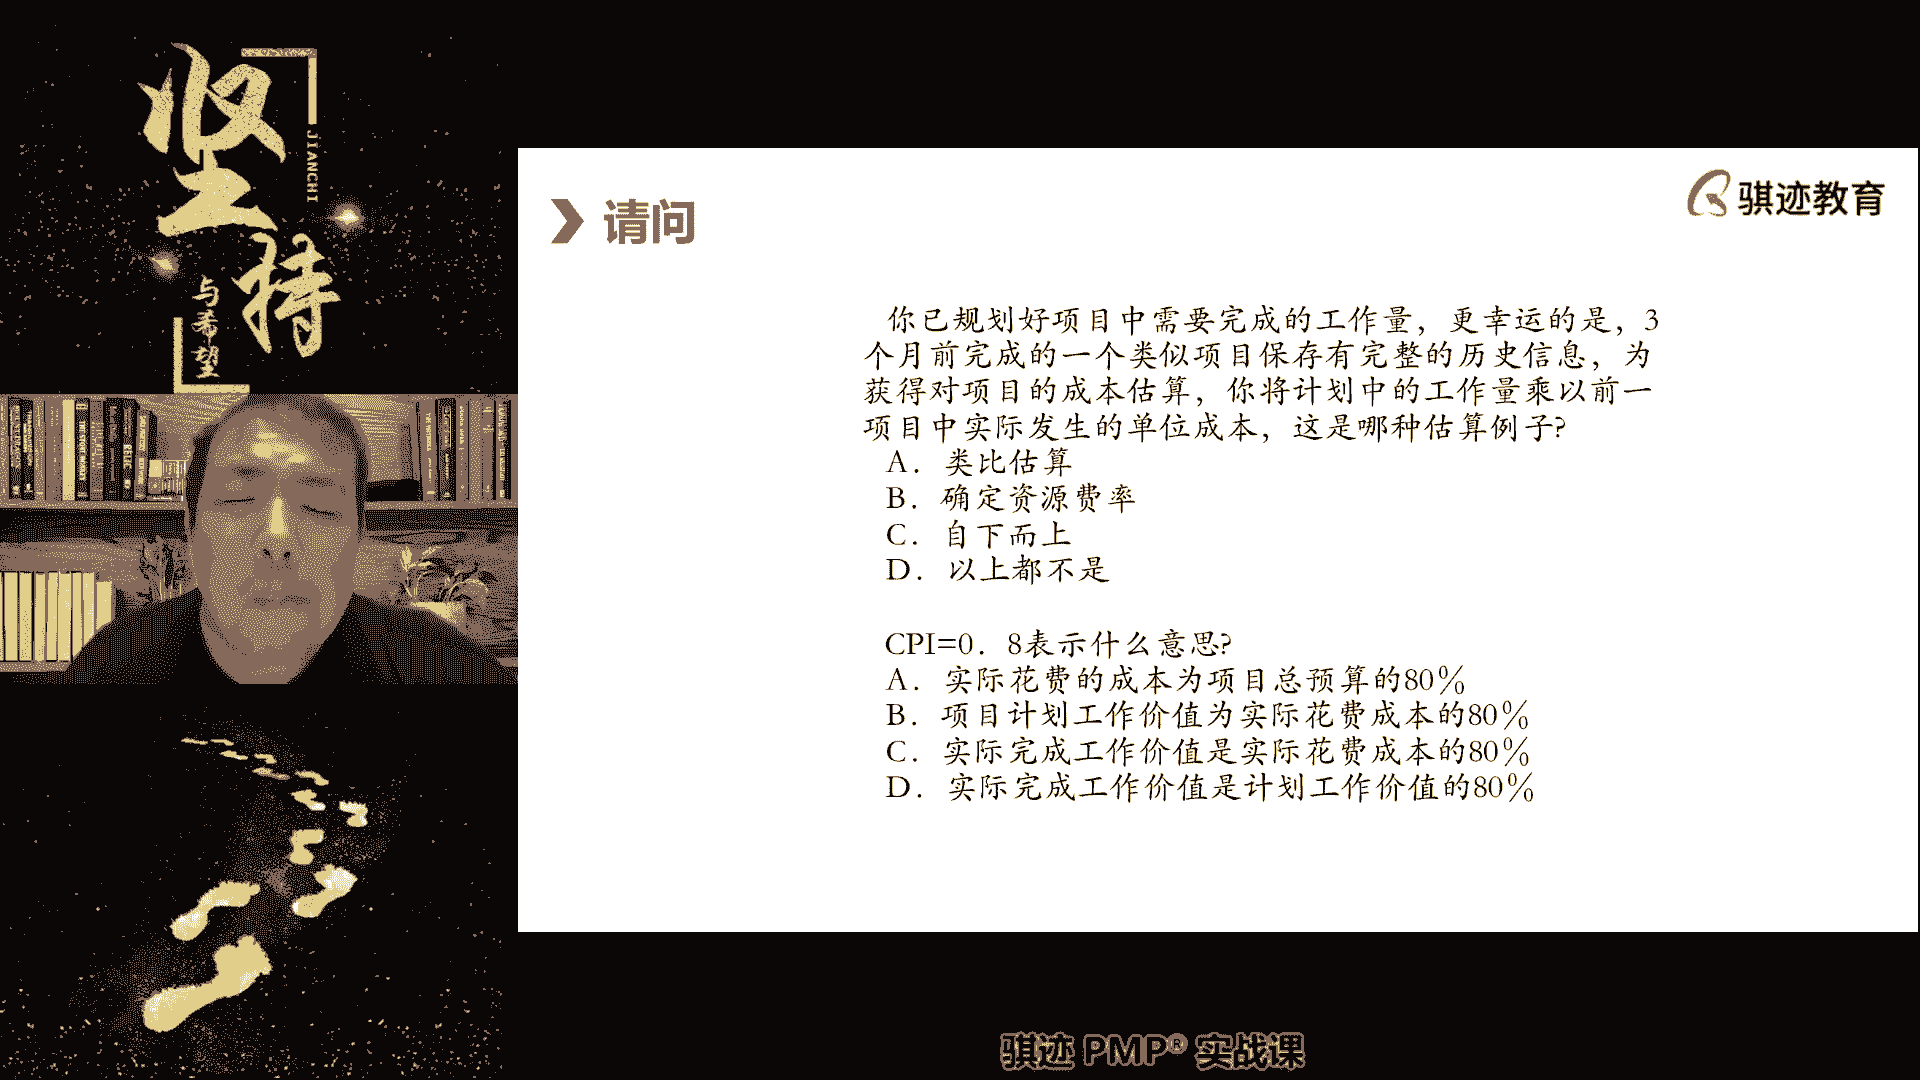 坚持
JIANCHI
与希望
请问
骐迹教育
你已规划好项目中需要完成的工作量，更幸运的是，3
个月前完成的一个类似项目保存有完整的历史信息，为
获得对项目的成本估算，你将计划中的工作量乘以前一
项目中实际发生的单位成本，这是哪种估算例子?
A．类比估算
B．确定资源费率
C．自下而上
D．以上都不是
CPI=0．8表示什么意思?
A．实际花费的成本为项目总预算的80％
B．项目计划工作价值为实际花费成本的80％
C．实际完成工作价值是实际花费成本的80％
D．实际完成工作价值是计划工作价值的80％
骐迹 PMP® 实战课